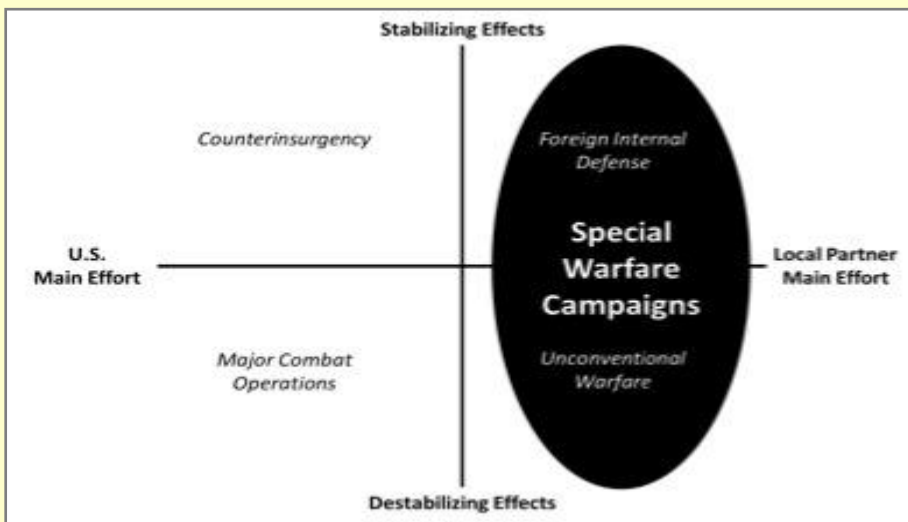 Stabilizing Effects
Counterinsurgency
Foreign Internal
Defense
Special
Warfare
Campaigns
U.S.
Main Effort
Local Partner
Main Effort
Major Combat
Operations
Unconventional
Warfare
Destabilizing Effects